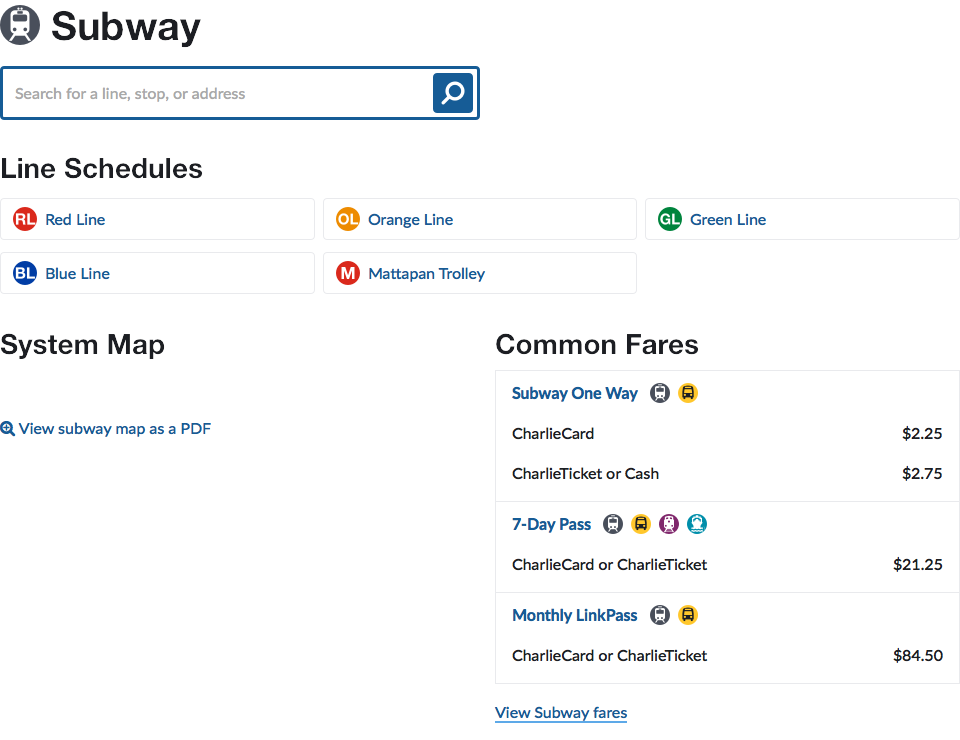 Subway
Search for a line, stop, or address
Line Schedules
RL Red Line
OL Orange Line
GL Green Line
BL Blue Line
M Mattapan Trolley
System Map
View subway map as a PDF
Common Fares
Subway One Way
CharlieCard $2.25
CharlieTicket or Cash $2.75
7-Day Pass
CharlieCard or CharlieTicket $21.25
Monthly LinkPass
CharlieCard or CharlieTicket $84.50
View Subway fares